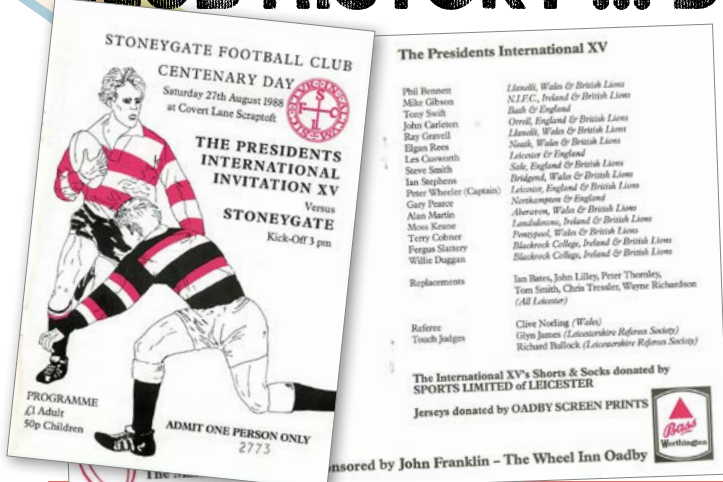 CLUB HISTORY ...
STONEYGATE FOOTBALL CLUB
CENTENARY DAY
Saturday 27th August 1988
at Covert Lane Scraptoft
THE PRESIDENTS
INTERNATIONAL
INVITATION XV
Versus
STONEYGATE
Kick-Off 3 pm
PROGRAMME
£1 Adult
50p Children
ADMIT ONE PERSON ONLY
2773
The Presidents International XV
Phil Bennett Llanelli, Wales & British Lions
Mike Gibson N.I.F.C., Ireland & British Lions
Tony Swift Bath & England
John Carleton Orrell, England & British Lions
Ray Gravell Llanelli, Wales & British Lions
Elgan Rees Neath, Wales & British Lions
Les Cusworth Leicester & England
Steve Smith Sale, England & British Lions
Ian Stephens Bridgend, Wales & British Lions
Peter Wheeler (Captain) Leicester, England & British Lions
Gary Pearce Northampton & England
Alan Martin Aberavon, Wales & British Lions
Moss Keane Landsdowne, Ireland & British Lions
Terry Cobner Pontypool, Wales & British Lions
Fergus Slattery Blackrock College, Ireland & British Lions
Willie Duggan Blackrock College, Ireland & British Lions
Replacements Ian Bates, John Lilley, Peter Thornley,
Tom Smith, Chris Tressler, Wayne Richardson
(All Leicester)
Referee Clive Norling (Wales)
Touch Judges Glyn James (Leicestershire Referees Society)
Richard Bullock (Leicestershire Referees Society)
The International XV's Shorts & Socks donated by
SPORTS LIMITED of LEICESTER
Jerseys donated by OADBY SCREEN PRINTS
Bass
Worthington
onsored by John Franklin – The Wheel Inn Oadby